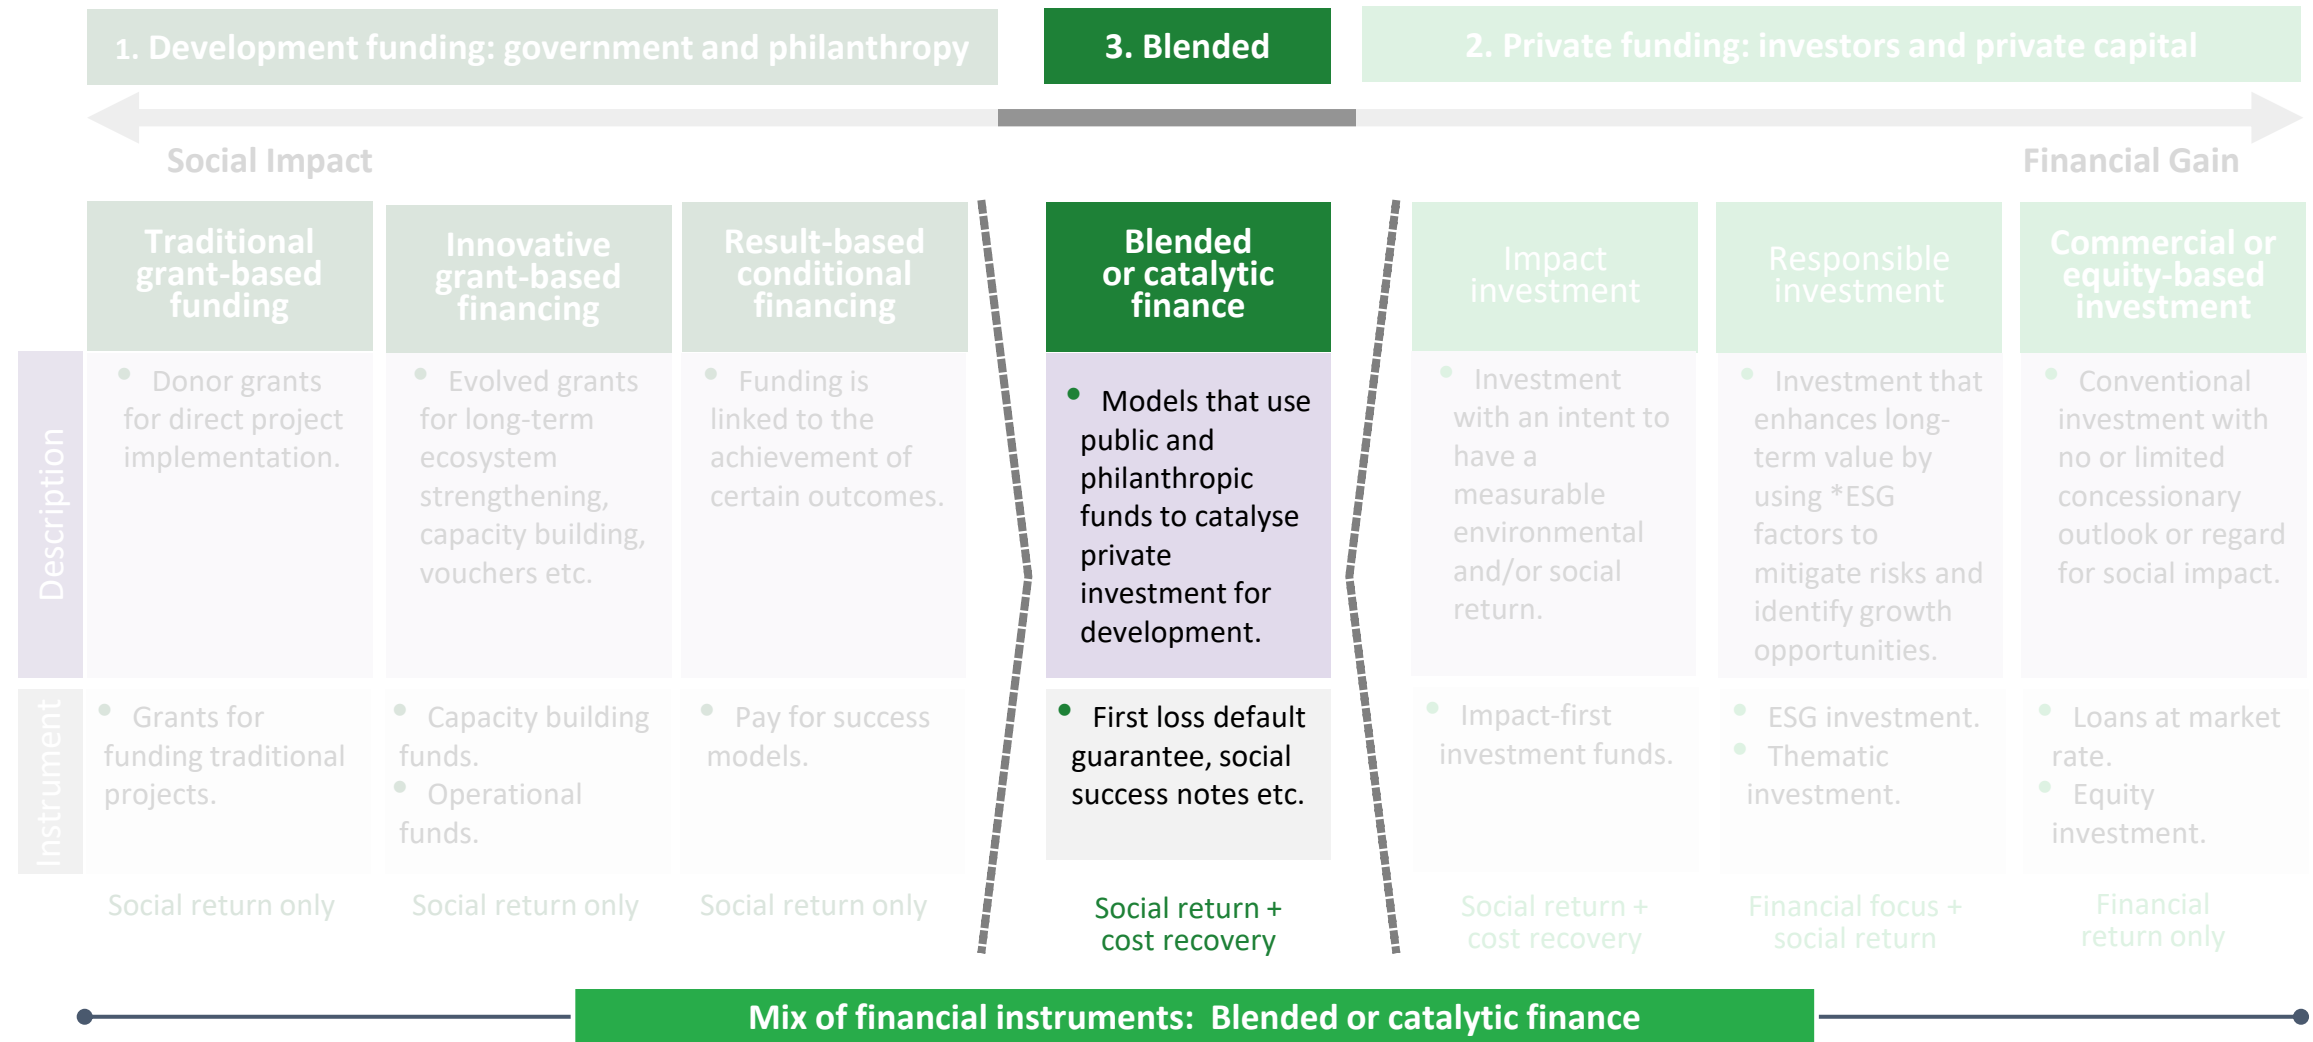 1. Development funding: government and philanthropy
3. Blended
2. Private funding: investors and private capital
Social Impact
Financial Gain
Traditional
grant-based
funding
Innovative
grant-based
financing
Result-based
conditional
financing
Blended
or catalytic
finance
Impact
investment
Responsible
investment
Commercial or
equity-based
investment
Description
• Donor grants
for direct project
implementation.
• Evolved grants
for long-term
ecosystem
strengthening,
capacity building,
vouchers etc.
• Funding is
linked to the
achievement of
certain outcomes.
• Models that use
public and
philanthropic
funds to catalyse
private
investment for
development.
• Investment
with an intent to
have a
measurable
environmental
and/or social
return.
• Investment that
enhances long-
term value by
using *ESG
factors to
mitigate risks and
identify growth
opportunities.
• Conventional
investment with
no or limited
concessionary
outlook or regard
for social impact.
Instrument
• Grants for
funding traditional
projects.
• Capacity building
funds.
• Operational
funds.
• Pay for success
models.
• First loss default
guarantee, social
success notes etc.
• Impact-first
investment funds.
• ESG investment.
• Thematic
investment.
• Loans at market
rate.
• Equity
investment.
Social return only
Social return only
Social return only
Social return +
cost recovery
Social return +
cost recovery
Financial focus +
social return
Financial
return only
Mix of financial instruments: Blended or catalytic finance